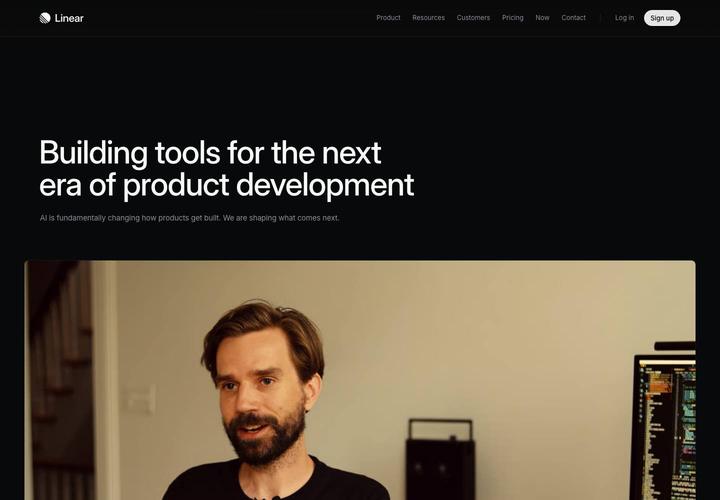 Linear
Product Resources Customers Pricing Now Contact Log in Sign up
Building tools for the next
era of product development
AI is fundamentally changing how products get built. We are shaping what comes next.